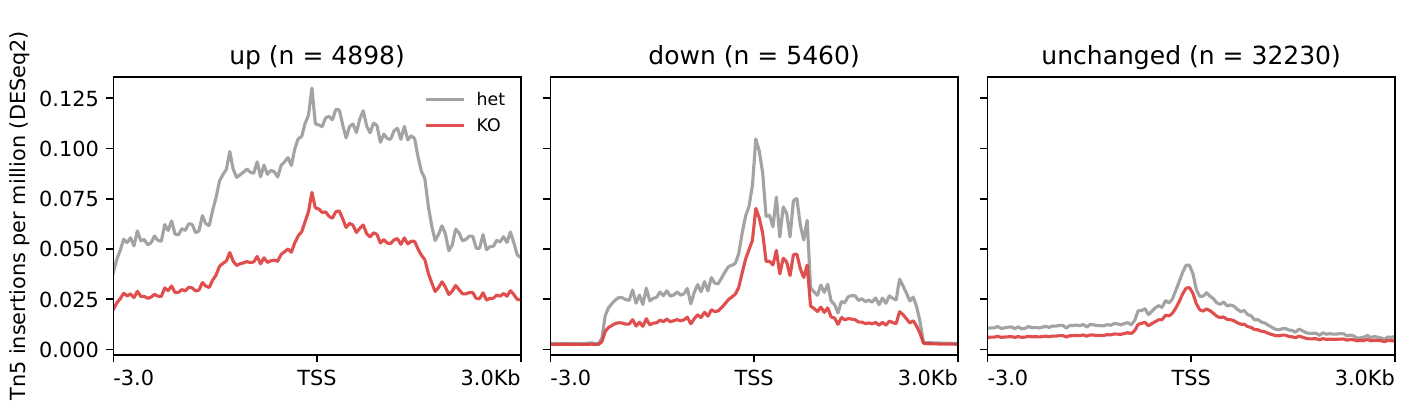 up (n = 4898)
down (n = 5460)
unchanged (n = 32230)
Tn5 insertions per million (DESeq2)
0.125
0.100
0.075
0.050
0.025
0.000
het
KO
-3.0 TSS 3.0Kb
-3.0 TSS 3.0Kb
-3.0 TSS 3.0Kb